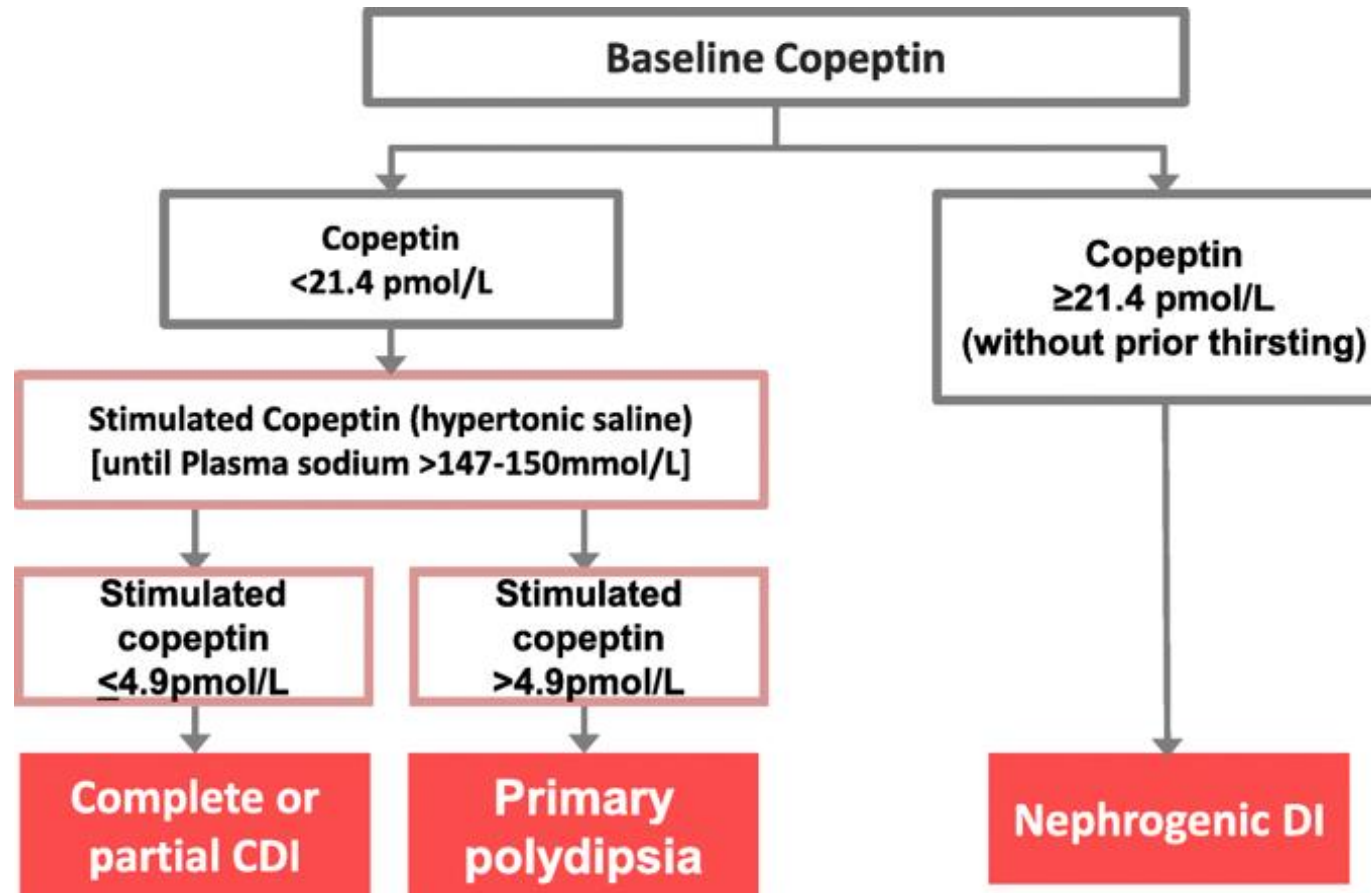 Baseline Copeptin
Copeptin
<21.4 pmol/L
Copeptin
≥21.4 pmol/L
(without prior thirsting)
Stimulated Copeptin (hypertonic saline)
[until Plasma sodium >147-150mmol/L]
Stimulated
copeptin
≤4.9pmol/L
Stimulated
copeptin
>4.9pmol/L
Complete or
partial CDI
Primary
polydipsia
Nephrogenic DI